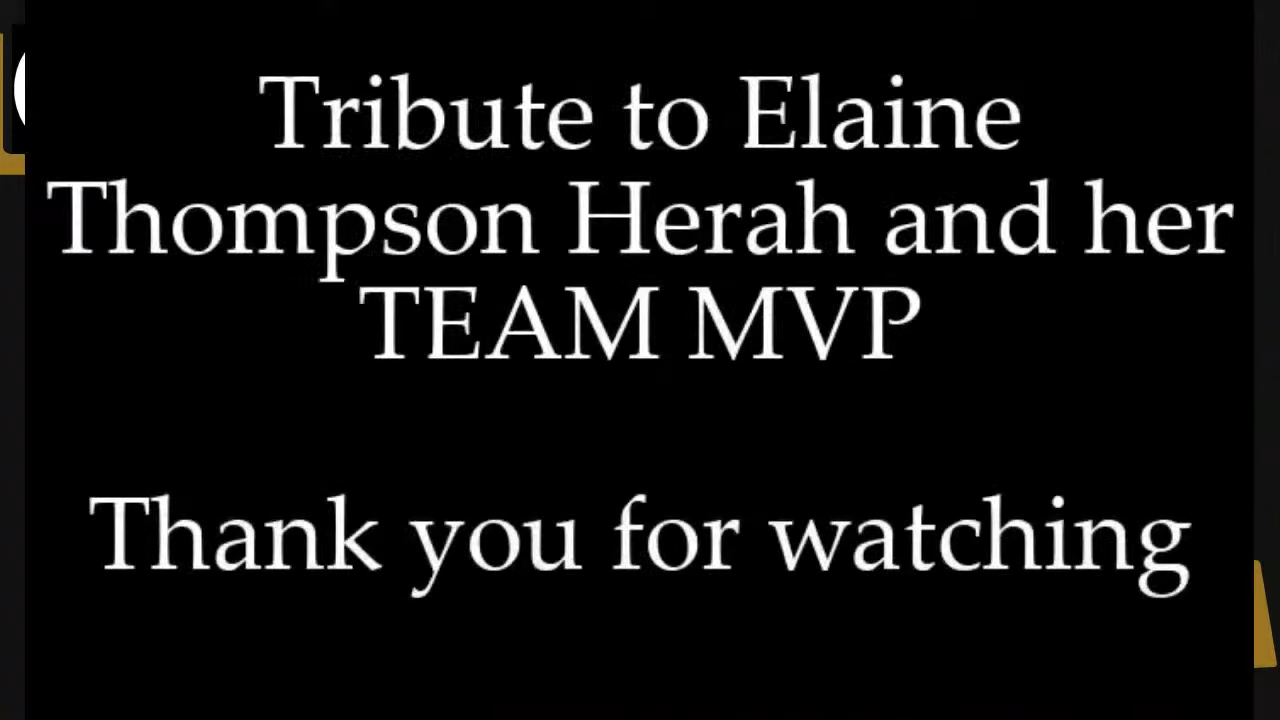 Tribute to Elaine
Thompson Herah and her
TEAM MVP
Thank you for watching